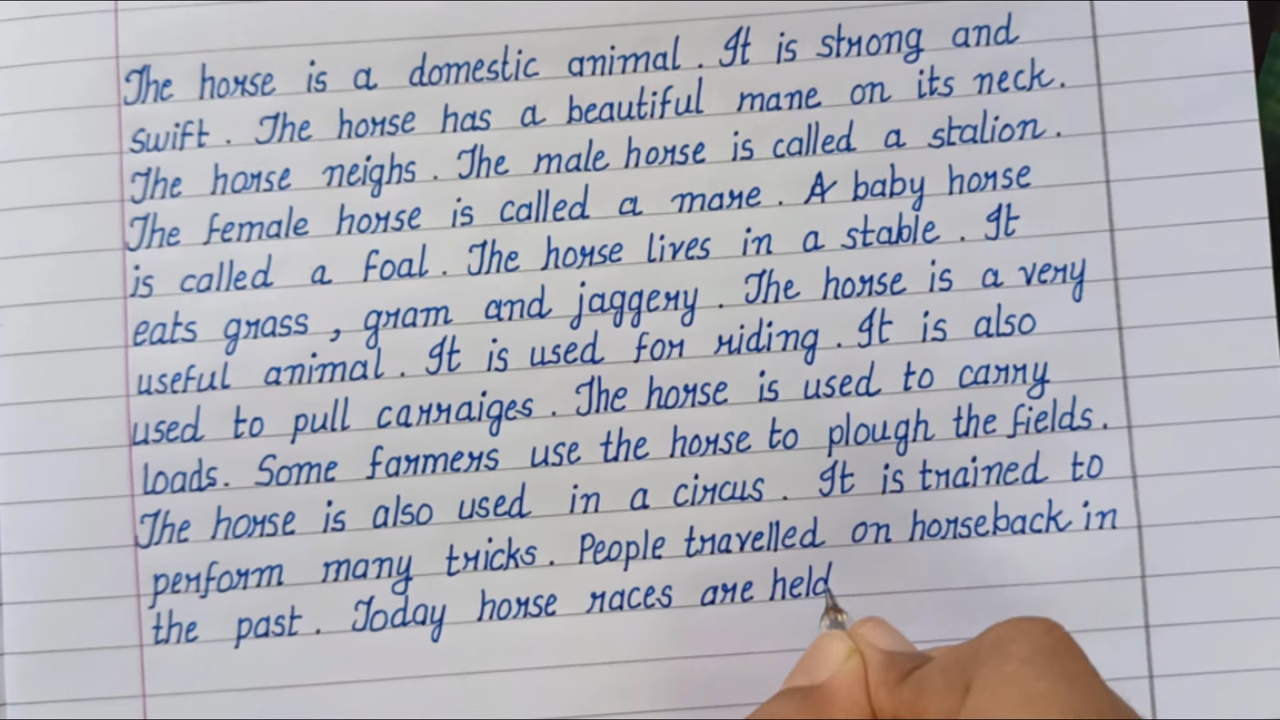 The horse is a domestic animal. It is strong and
swift. The horse has a beautiful mane on its neck.
The horse neighs. The male horse is called a stalion.
The female horse is called a mare. A baby horse
is called a foal. The horse lives in a stable. It
eats grass, gram and jaggery. The horse is a very
useful animal. It is used for riding. It is also
used to pull carraiges. The horse is used to carry
loads. Some farmers use the horse to plough the fields.
The horse is also used in a circus. It is trained to
perform many tricks. People travelled on horseback in
the past. Today horse races are held